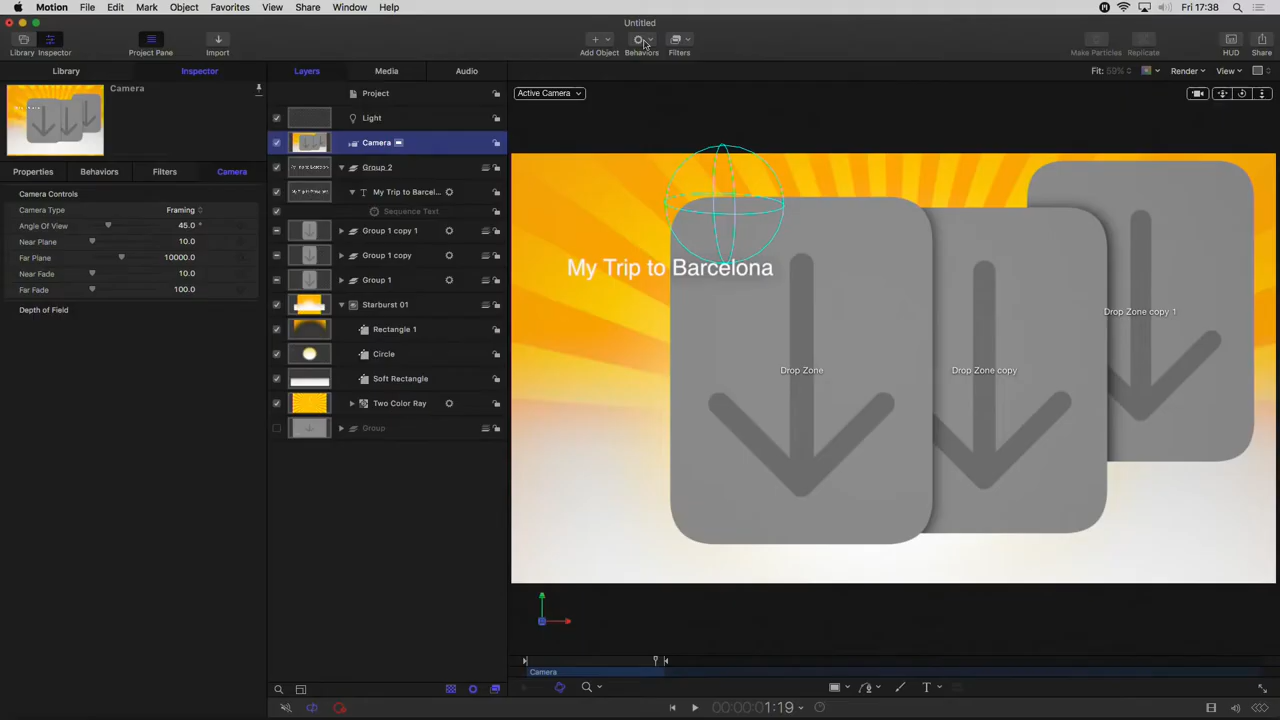 Motion File Edit Mark Object Favorites View Share Window Help
Fri 17:38
Untitled
Library Inspector Project Pane Import Add Object Behaviors Filters Make Particles Replicate HUD Share
Library Inspector Layers Media Audio Fit: 59% Render View
Camera
Project
Active Camera
Light
Camera
Properties Behaviors Filters Camera
Group 2
Camera Controls
My Trip to Barcel...
Camera Type Framing
Sequence Text
Angle Of View 45.0 °
Group 1 copy 1
Near Plane 10.0
Group 1 copy
Far Plane 10000.0
Near Fade 10.0
Group 1
Far Fade 100.0
Starburst 01
Depth of Field
Rectangle 1
Circle
Soft Rectangle
Two Color Ray
Group
My Trip to Barcelona
Drop Zone copy 1
Drop Zone
Drop Zone copy
Camera
T
00:00:01:19